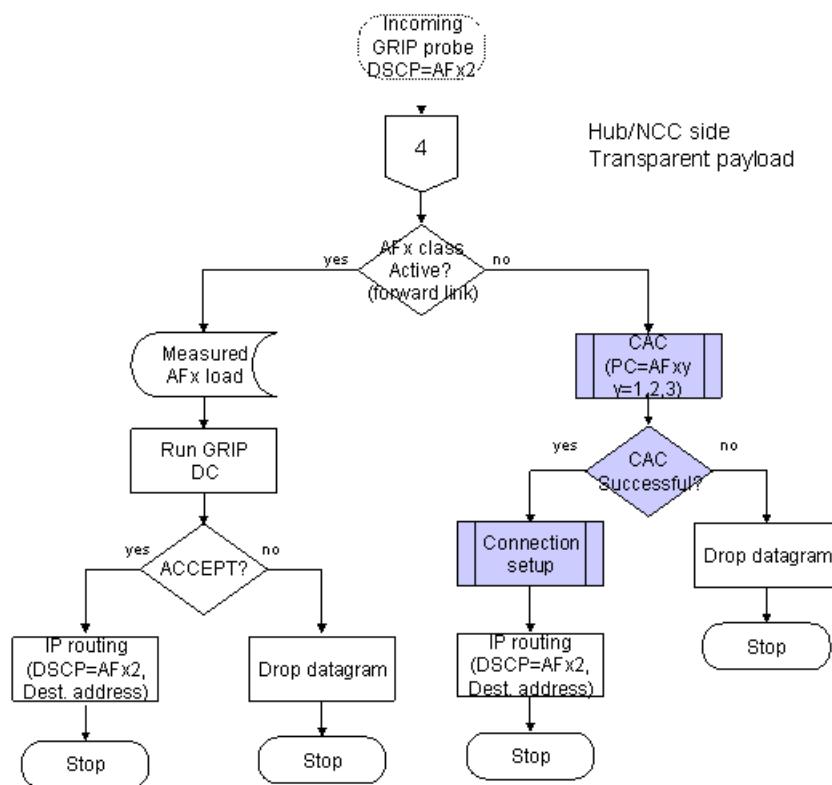 Incoming
GRIP probe
DSCP=AFx2
4
Hub/NCC side
Transparent payload
AFx class
Active?
(forward link)
yes
no
Measured
AFx load
CAC
(PC=AFxy
y=1,2,3)
Run GRIP
DC
yes
no
CAC
Successful?
yes
no
ACCEPT?
Connection
setup
Drop datagram
IP routing
(DSCP=AFx2,
Dest. address)
Drop datagram
IP routing
(DSCP=AFx2,
Dest. address)
Stop
Stop
Stop
Stop